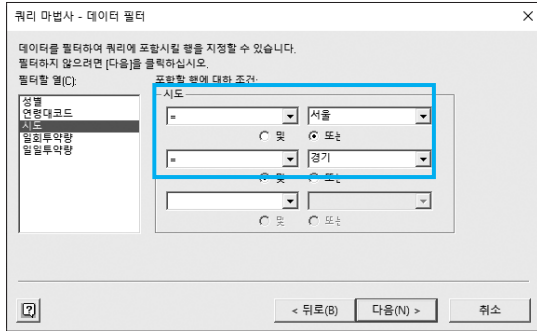 쿼리 마법사 - 데이터 필터
데이터를 필터하여 쿼리에 포함시킬 행을 지정할 수 있습니다.
필터하지 않으려면 [다음]을 클릭하십시오.
필터할 열(C): 포함할 행에 대한 조건:
성별
연령대코드
시도
일회투약량
일일투약량
시도
= 서울
및 또는
= 경기
및 또는
및 또는
< 뒤로(B) 다음(N) > 취소